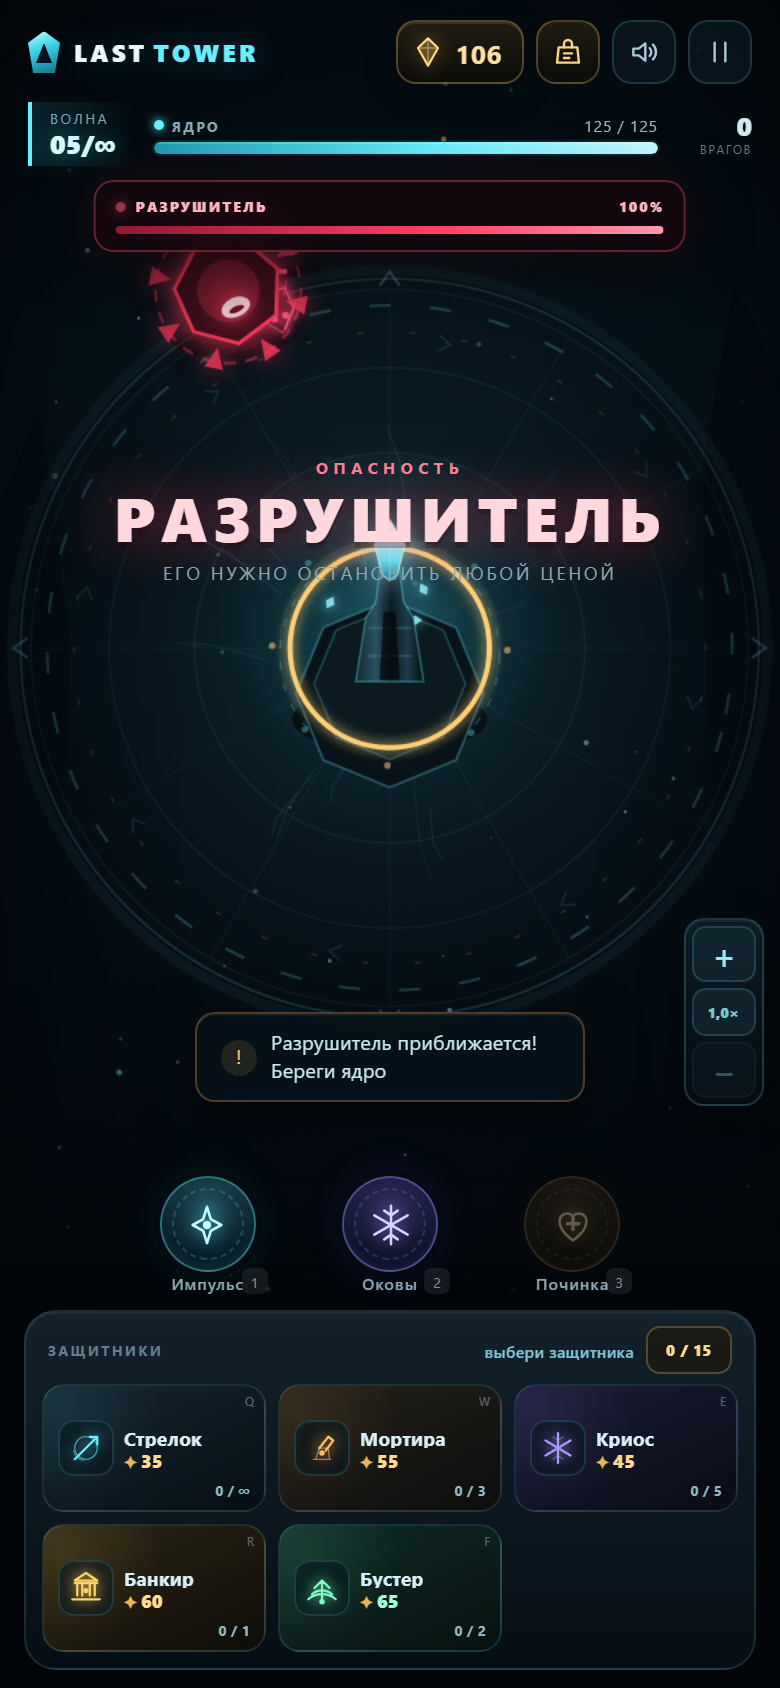 LAST TOWER
106
ВОЛНА
05/∞
ЯДРО
125 / 125
0
ВРАГОВ
РАЗРУШИТЕЛЬ
100%
ОПАСНОСТЬ
РАЗРУШИТЕЛЬ
ЕГО НУЖНО ОСТАНОВИТЬ ЛЮБОЙ ЦЕНОЙ
+
1,0×
−
!
Разрушитель приближается!
Береги ядро
Импульс 1
Оковы 2
Починка 3
ЗАЩИТНИКИ
выбери защитника
0 / 15
Q
Стрелок
35
0 / ∞
W
Мортира
55
0 / 3
E
Криос
45
0 / 5
R
Банкир
60
0 / 1
F
Бустер
65
0 / 2